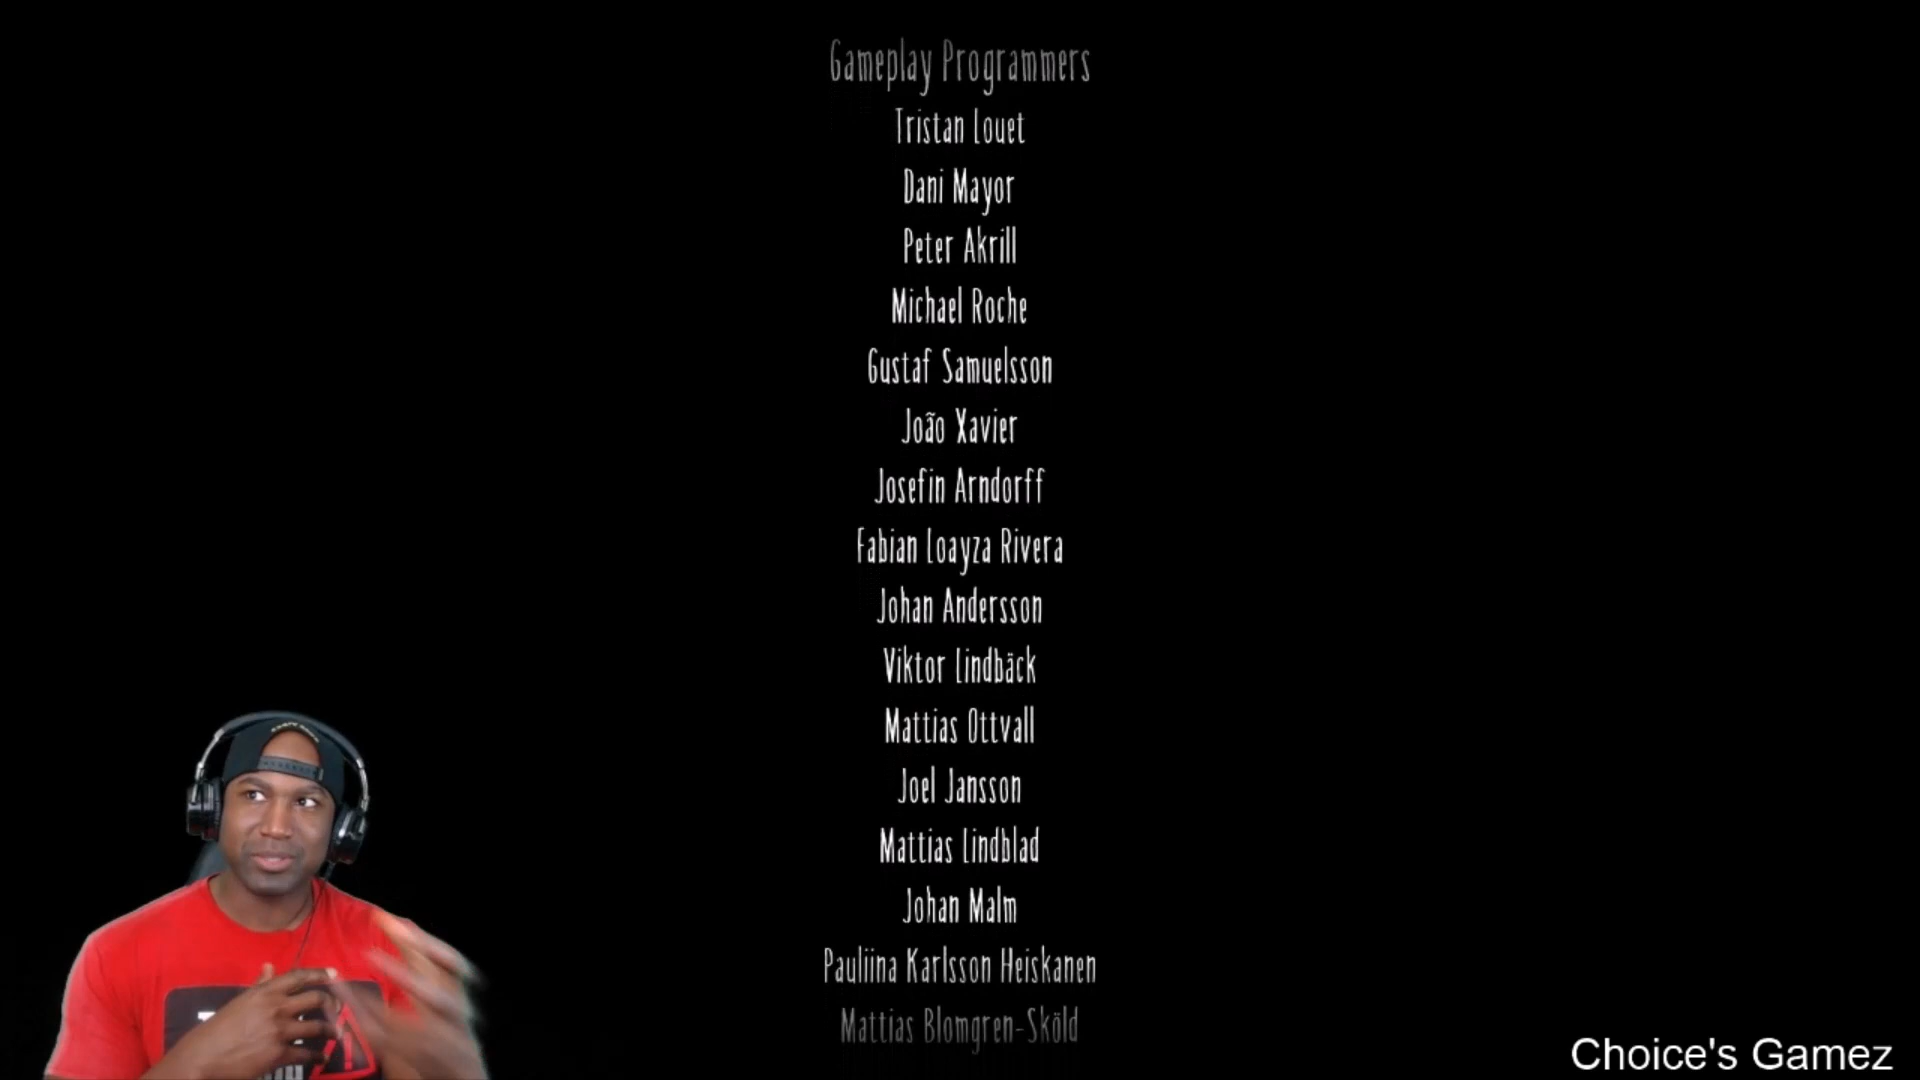 Gameplay Programmers
Tristan Louet
Dani Mayor
Peter Akrill
Michael Roche
Gustaf Samuelsson
João Xavier
Josefin Arndorff
Fabian Loayza Rivera
Johan Andersson
Viktor Lindbäck
Mattias Ottvall
Joel Jansson
Mattias Lindblad
Johan Malm
Pauliina Karlsson Heiskanen
Mattias Blomgren-Sköld
Choice's Gamez